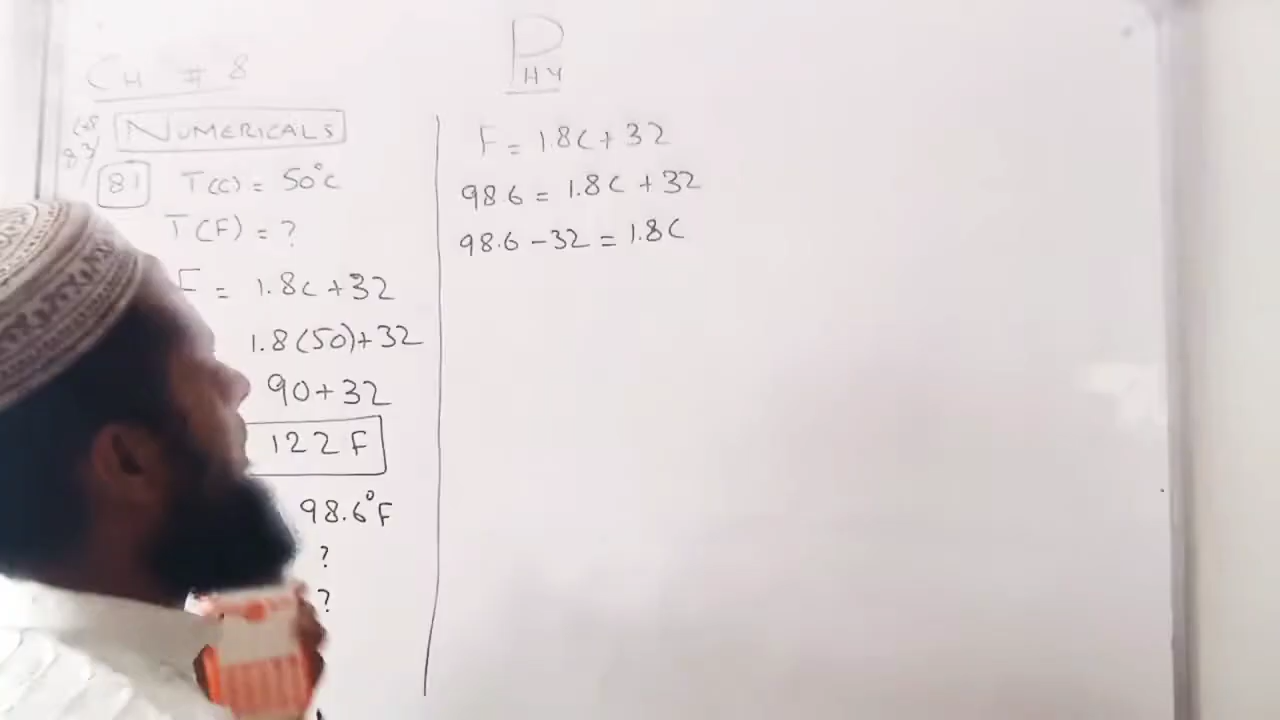 CH # 8
PHY
NUMERICALS
83/
81 T(C) = 50°C
T(F) = ?
F = 1.8C + 32
1.8(50)+32
90+32
122 F
98.6°F
?
?
F = 1.8C + 32
98 6 = 1.8C + 32
98.6 - 32 = 1.8C